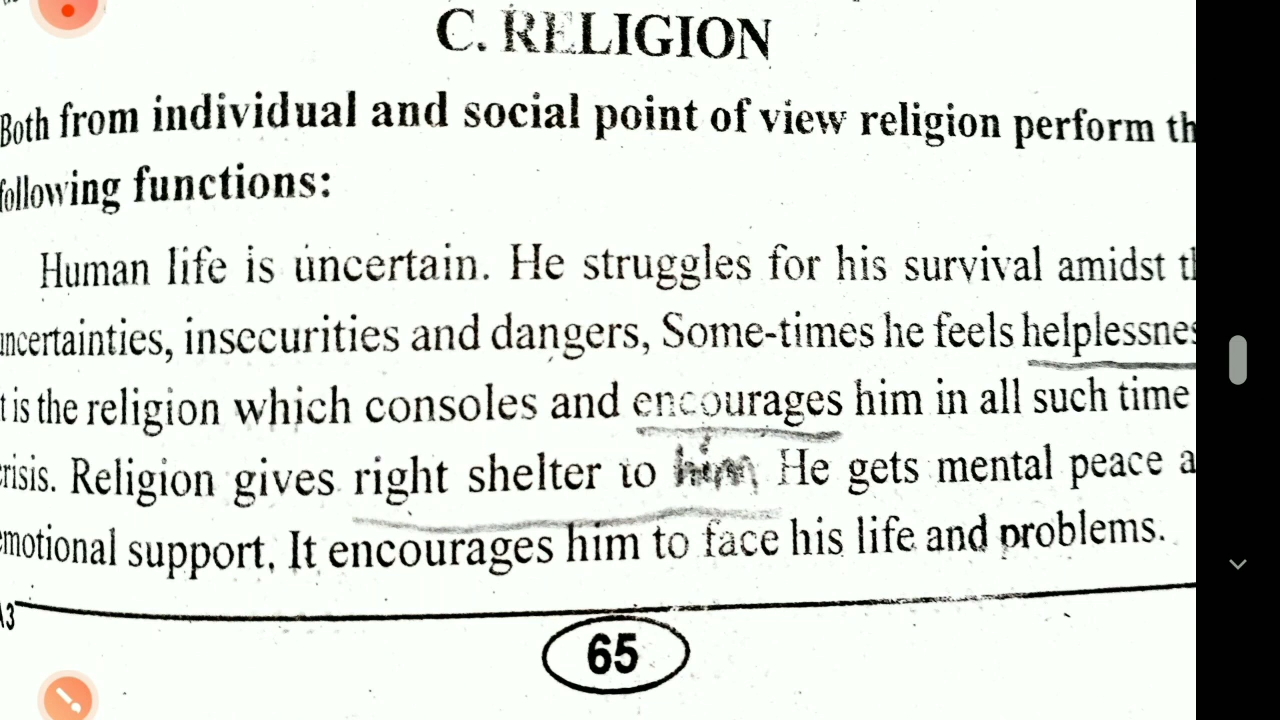 C. RELIGION
Both from individual and social point of view religion perform th
following functions:
Human life is uncertain. He struggles for his survival amidst t
uncertainties, insecurities and dangers, Some-times he feels helplessnes
t is the religion which consoles and encourages him in all such time
risis. Religion gives right shelter to him He gets mental peace a
motional support. It encourages him to face his life and problems.
A3
65